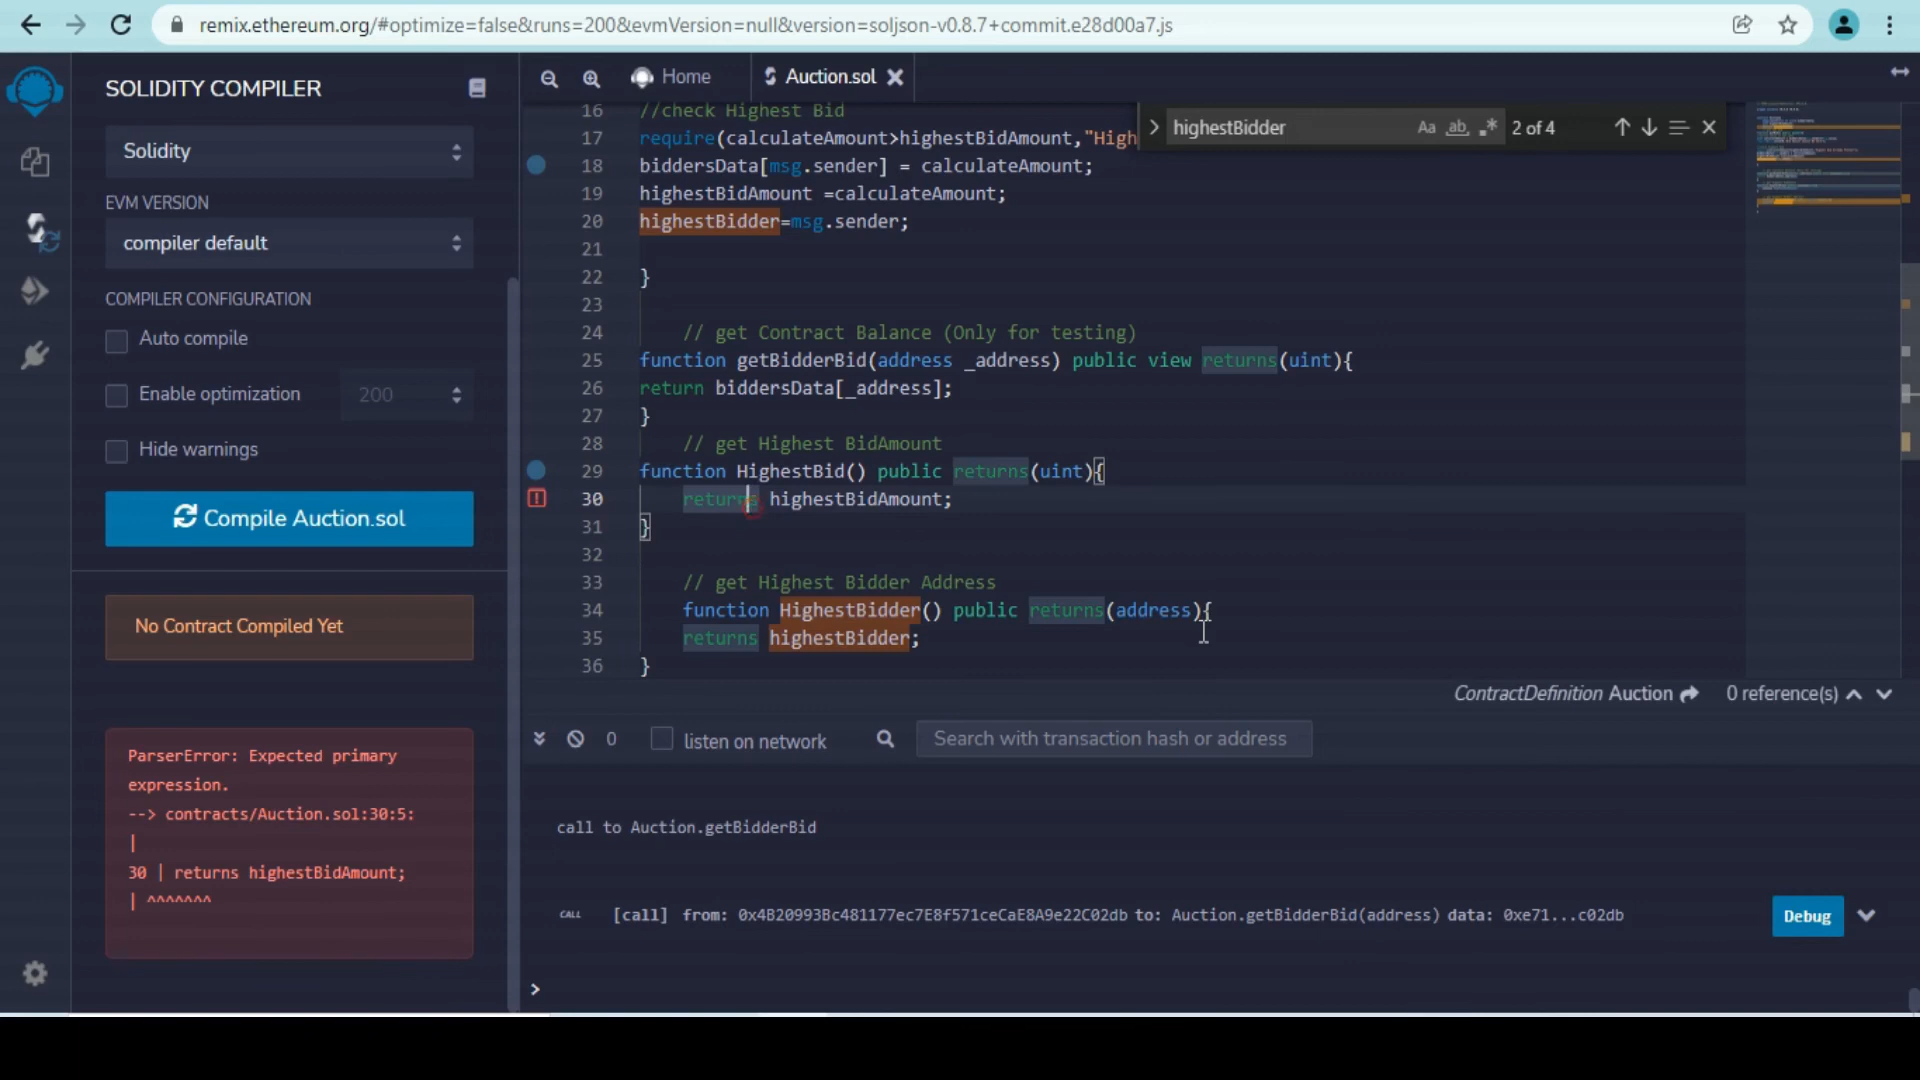 remix.ethereum.org/#optimize=false&runs=200&evmVersion=null&version=soljson-v0.8.7+commit.e28d00a7.js
SOLIDITY COMPILER
Solidity
EVM VERSION
compiler default
COMPILER CONFIGURATION
Auto compile
Enable optimization
200
Hide warnings
Compile Auction.sol
No Contract Compiled Yet
ParserError: Expected primary
expression.
--> contracts/Auction.sol:30:5:
|
30 | returns highestBidAmount;
| ^^^^^^^
Home
Auction.sol
highestBidder
Aa
ab
.*
2 of 4
16 //check Highest Bid
17 require(calculateAmount>highestBidAmount,"High
18 biddersData[msg.sender] = calculateAmount;
19 highestBidAmount =calculateAmount;
20 highestBidder=msg.sender;
21
22 }
23
24 // get Contract Balance (Only for testing)
25 function getBidderBid(address _address) public view returns(uint){
26 return biddersData[_address];
27 }
28 // get Highest BidAmount
29 function HighestBid() public returns(uint){
30 returns highestBidAmount;
31 }
32
33 // get Highest Bidder Address
34 function HighestBidder() public returns(address){
35 returns highestBidder;
36 }
ContractDefinition Auction
0 reference(s)
0
listen on network
Search with transaction hash or address
call to Auction.getBidderBid
CALL [call] from: 0x4B20993Bc481177ec7E8f571ceCaE8A9e22C02db to: Auction.getBidderBid(address) data: 0xe71...c02db
Debug
>